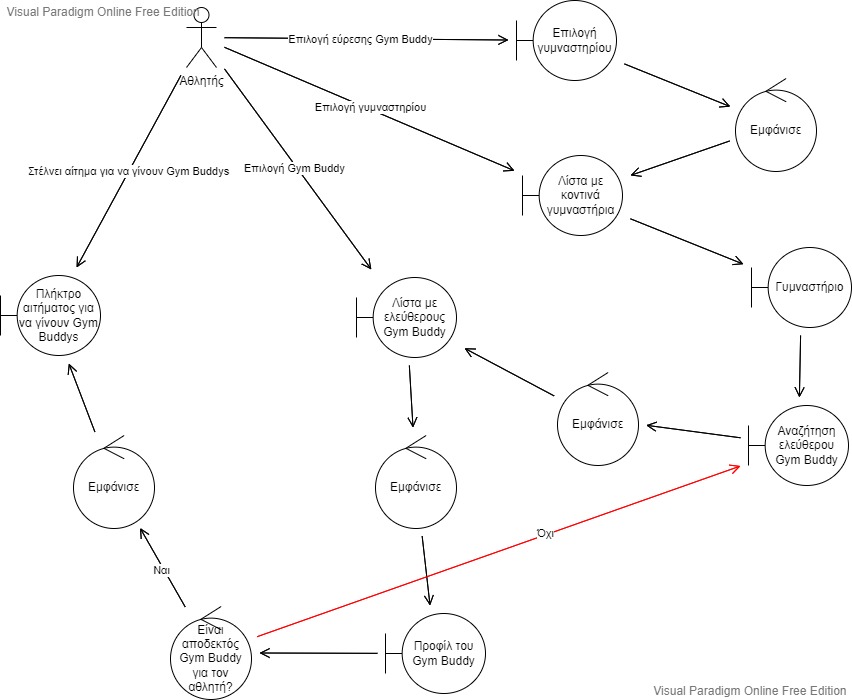 Visual Paradigm Online Free Edition
Αθλητής
Επιλογή εύρεσης Gym Buddy
Επιλογή
γυμναστηρίου
Επιλογή γυμναστηρίου
Εμφάνισε
Στέλνει αίτημα για να γίνουν Gym Buddys
Επιλογή Gym Buddy
Λίστα με
κοντινά
γυμναστήρια
Γυμναστήριο
Πλήκτρο
αιτήματος για
να γίνουν Gym
Buddys
Λίστα με
ελεύθερους
Gym Buddy
Εμφάνισε
Αναζήτηση
ελεύθερου
Gym Buddy
Εμφάνισε
Εμφάνισε
Όχι
Ναι
Είναι
αποδεκτός
Gym Buddy
για τον
αθλητή?
Προφίλ του
Gym Buddy
Visual Paradigm Online Free Edition